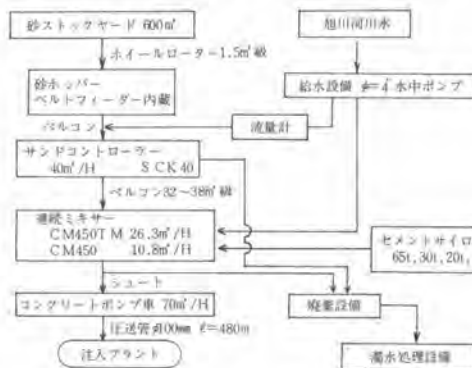 砂ストックヤード 600㎥
旭川河川水
ホイールローダー1.5㎥級
砂ホッパー
ベルトフィーダー内蔵
給水設備 φ=4" 水中ポンプ
ベルコン
流量計
サンドコントローラー
40㎥/H SCK40
ベルコン32〜38㎥級
連続ミキサー
CM450TM 26.3㎥/H
CM450 10.8㎥/H
セメントサイロ
65t,30t,20t,
シュート
コンクリートポンプ車 70㎥/H
廃棄設備
圧送管 φ100mm ℓ=480m
注入プラント
濁水処理設備